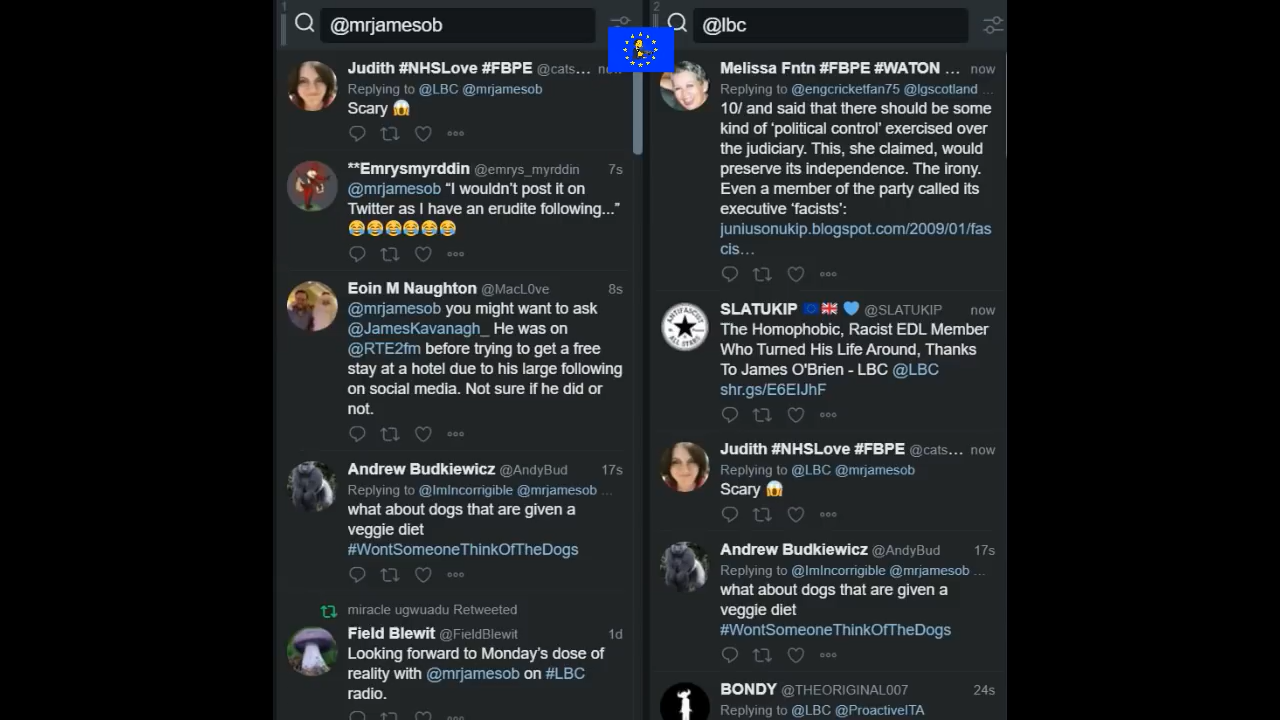 1
@mrjamesob
Judith #NHSLove #FBPE @cats... now
Replying to @LBC @mrjamesob
Scary 😱
**Emrysmyrddin @emrys_myrddin 7s
@mrjamesob “I wouldn’t post it on
Twitter as I have an erudite following...”
😂😂😂😂😂😂
Eoin M Naughton @MacL0ve 8s
@mrjamesob you might want to ask
@JamesKavanagh_ He was on
@RTE2fm before trying to get a free
stay at a hotel due to his large following
on social media. Not sure if he did or
not.
Andrew Budkiewicz @AndyBud 17s
Replying to @ImIncorrigible @mrjamesob ...
what about dogs that are given a
veggie diet
#WontSomeoneThinkOfTheDogs
miracle ugwuadu Retweeted
Field Blewit @FieldBlewit 1d
Looking forward to Monday’s dose of
reality with @mrjamesob on #LBC
radio.
2
@lbc
Melissa Fntn #FBPE #WATON ... now
Replying to @engcricketfan75 @lgscotland ...
10/ and said that there should be some
kind of ‘political control’ exercised over
the judiciary. This, she claimed, would
preserve its independence. The irony.
Even a member of the party called its
executive ‘facists’:
juniusonukip.blogspot.com/2009/01/fas
cis…
SLATUKIP 🇪🇺🇬🇧💙 @SLATUKIP now
The Homophobic, Racist EDL Member
Who Turned His Life Around, Thanks
To James O'Brien - LBC @LBC
shr.gs/E6EIJhF
Judith #NHSLove #FBPE @cats... now
Replying to @LBC @mrjamesob
Scary 😱
Andrew Budkiewicz @AndyBud 17s
Replying to @ImIncorrigible @mrjamesob ...
what about dogs that are given a
veggie diet
#WontSomeoneThinkOfTheDogs
BONDY @THEORIGINAL007 24s
Replying to @LBC @ProactiveITA